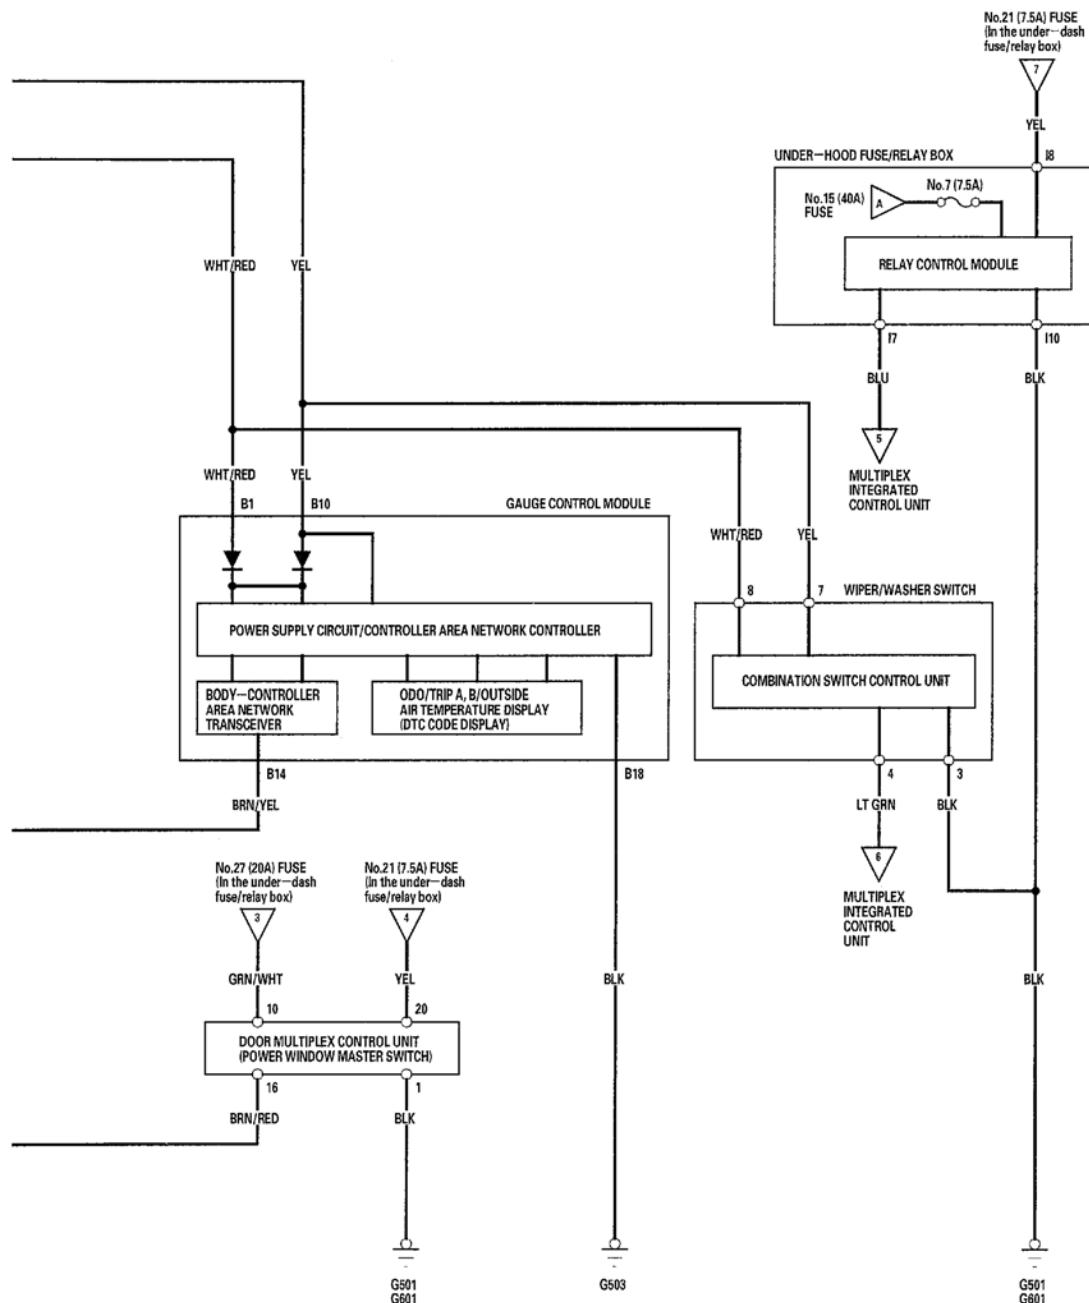 No.21 (7.5A) FUSE
(In the under-dash
fuse/relay box)
7
YEL
UNDER-HOOD FUSE/RELAY BOX
I8
No.15 (40A)
FUSE
A
No.7 (7.5A)
RELAY CONTROL MODULE
WHT/RED
YEL
I7
I10
BLU
BLK
5
MULTIPLEX
INTEGRATED
CONTROL UNIT
WHT/RED
YEL
B1
B10
GAUGE CONTROL MODULE
WHT/RED
YEL
8
7
WIPER/WASHER SWITCH
POWER SUPPLY CIRCUIT/CONTROLLER AREA NETWORK CONTROLLER
COMBINATION SWITCH CONTROL UNIT
BODY-CONTROLLER
AREA NETWORK
TRANSCEIVER
ODO/TRIP A, B/OUTSIDE
AIR TEMPERATURE DISPLAY
(DTC CODE DISPLAY)
B14
B18
4
3
BRN/YEL
LT GRN
BLK
6
MULTIPLEX
INTEGRATED
CONTROL
UNIT
No.27 (20A) FUSE
(In the under-dash
fuse/relay box)
No.21 (7.5A) FUSE
(In the under-dash
fuse/relay box)
3
4
GRN/WHT
YEL
BLK
BLK
10
20
DOOR MULTIPLEX CONTROL UNIT
(POWER WINDOW MASTER SWITCH)
16
1
BRN/RED
BLK
G501
G601
G503
G501
G601